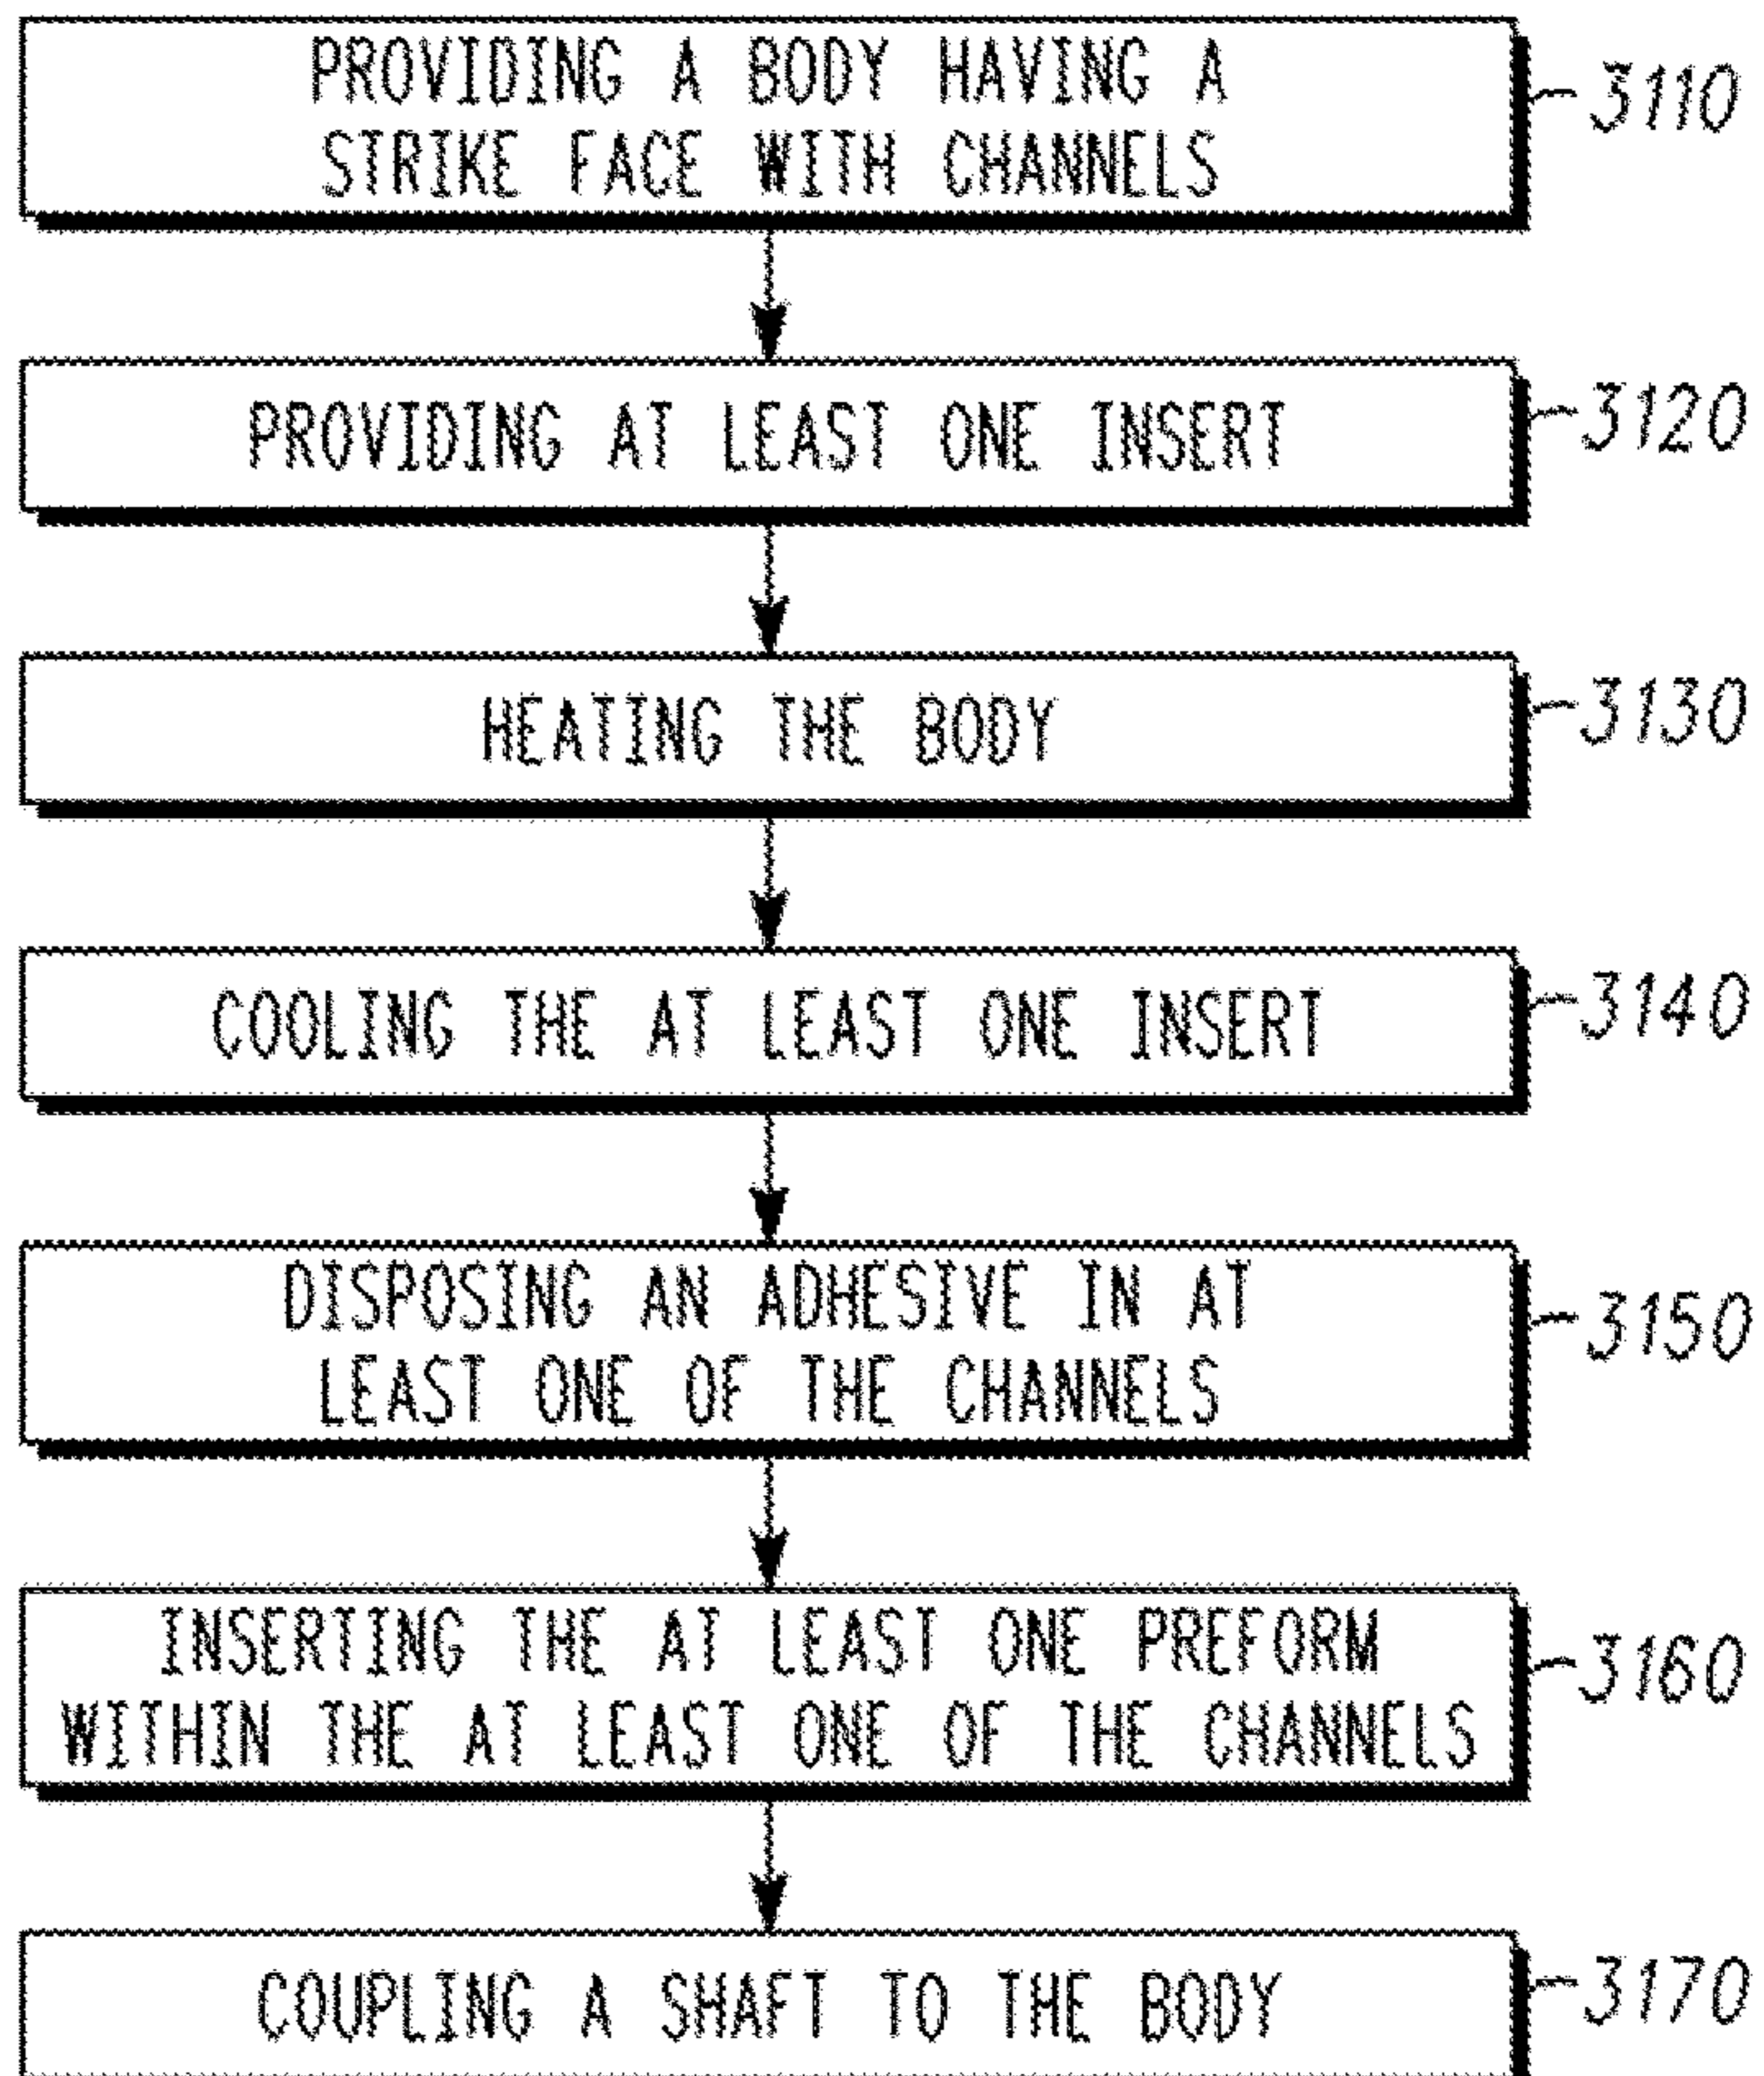 PROVIDING A BODY HAVING A
STRIKE FACE WITH CHANNELS
3110
PROVIDING AT LEAST ONE INSERT
3120
HEATING THE BODY
3130
COOLING THE AT LEAST ONE INSERT
3140
DISPOSING AN ADHESIVE IN AT
LEAST ONE OF THE CHANNELS
3150
INSERTING THE AT LEAST ONE PREFORM
WITHIN THE AT LEAST ONE OF THE CHANNELS
3160
COUPLING A SHAFT TO THE BODY
3170